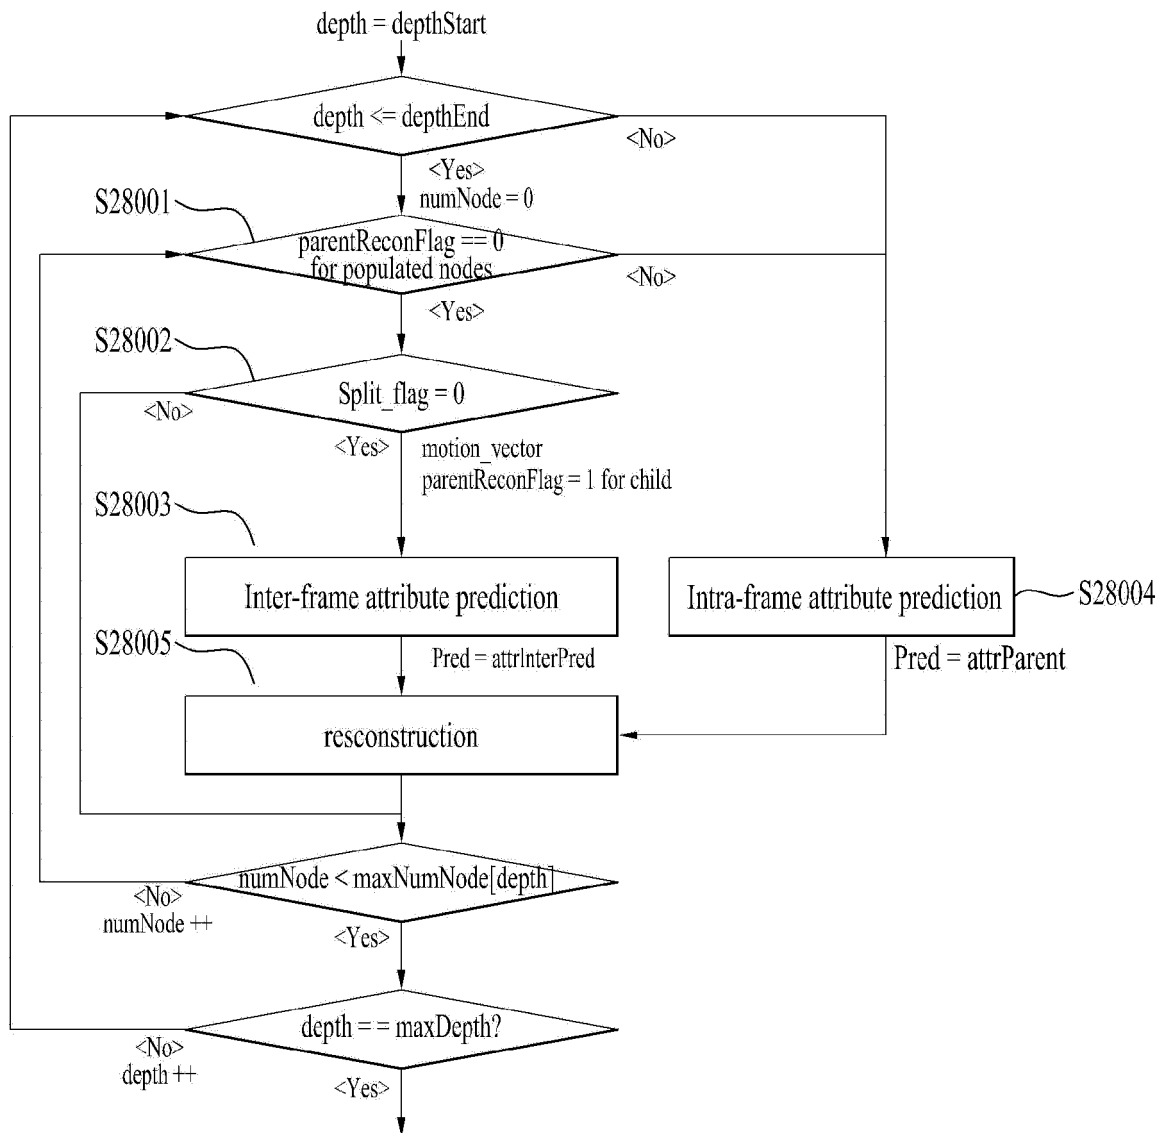 depth = depthStart
depth <= depthEnd
<No>
<Yes>
numNode = 0
S28001
parentReconFlag == 0
for populated nodes
<No>
<Yes>
S28002
Split_flag = 0
<No>
<Yes>
motion_vector
parentReconFlag = 1 for child
S28003
Inter-frame attribute prediction
Intra-frame attribute prediction
S28004
S28005
Pred = attrInterPred
Pred = attrParent
resconstruction
numNode < maxNumNode[depth]
<No>
numNode ++
<Yes>
depth = = maxDepth?
<No>
depth ++
<Yes>